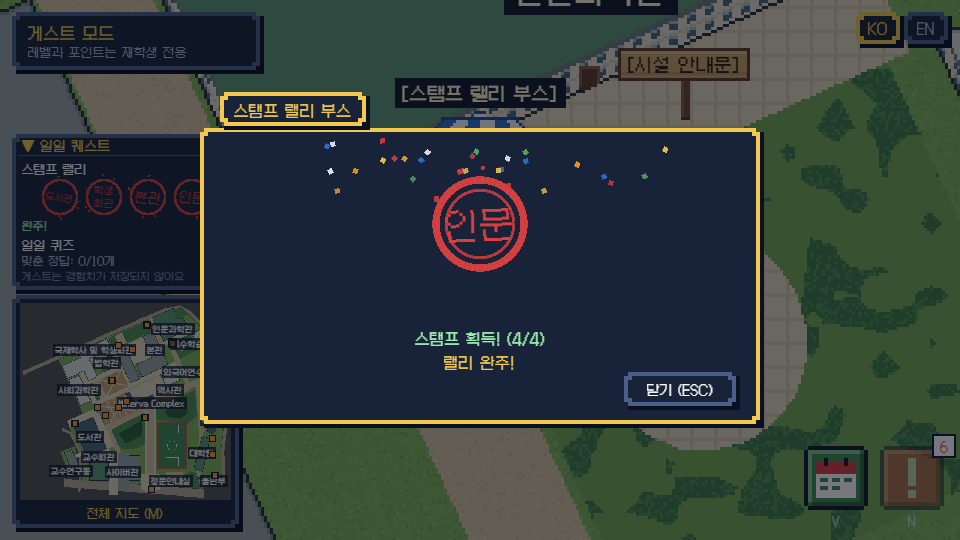 게스트 모드
레벨과 포인트는 재학생 전용
KO
EN
[시설 안내문]
[스탬프 랠리 부스]
스탬프 랠리 부스
▼ 일일 퀘스트
스탬프 랠리
도서관
학생
회관
본관
인문
완주!
일일 퀴즈
맞춘 정답: 0/10개
게스트는 경험치가 저장되지 않아요
인문
스탬프 획득! (4/4)
랠리 완주!
닫기 (ESC)
인문과학관
국제학사 및 학생회관
본관
법학관
외국어연수
사회과학관
역사관
Complex
도서관
교수회관
대학원
교수연구동
사이버관
정문안내실
전체 지도 (M)
6
V
N